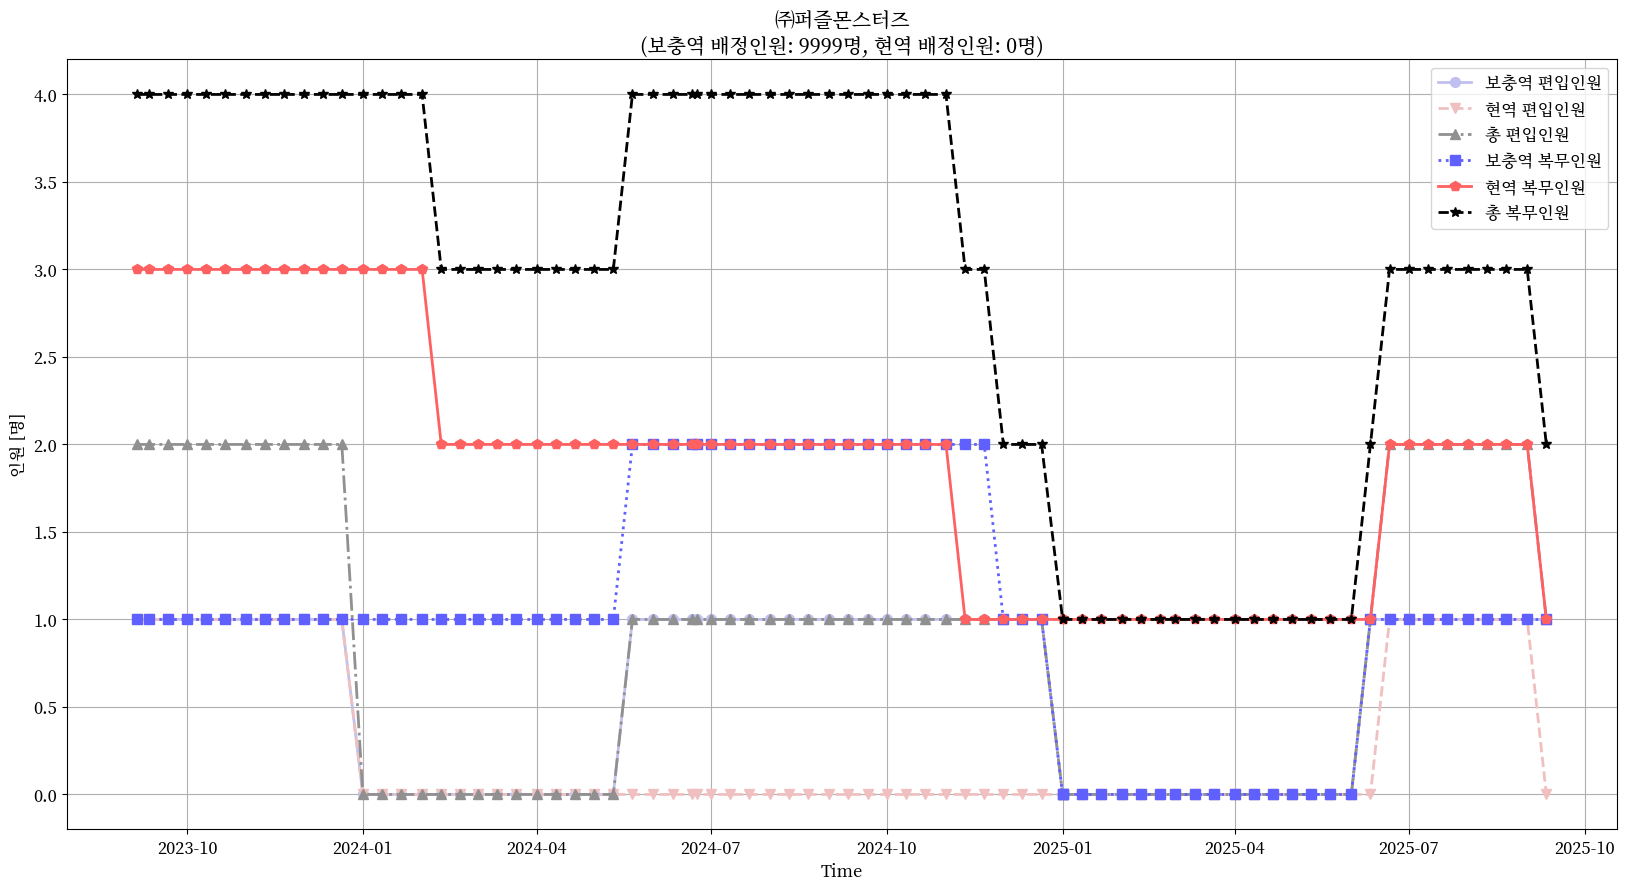 ㈜퍼즐몬스터즈
(보충역 배정인원: 9999명, 현역 배정인원: 0명)
보충역 편입인원
현역 편입인원
총 편입인원
보충역 복무인원
현역 복무인원
총 복무인원
인원 [명]
4.0
3.5
3.0
2.5
2.0
1.5
1.0
0.5
0.0
2023-10
2024-01
2024-04
2024-07
2024-10
2025-01
2025-04
2025-07
2025-10
Time